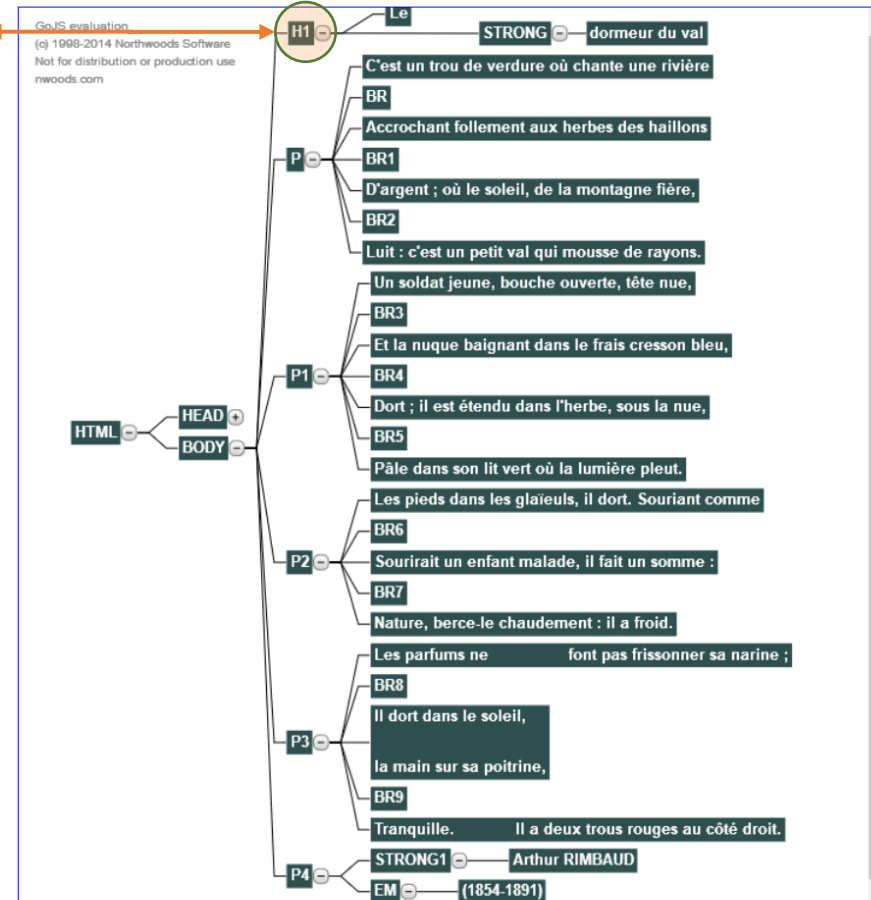 GoJS evaluation
(c) 1998-2014 Northwoods Software
Not for distribution or production use
nwoods.com
Le
H1
STRONG dormeur du val
C'est un trou de verdure où chante une rivière
BR
Accrochant follement aux herbes des haillons
P BR1
D'argent ; où le soleil, de la montagne fière,
BR2
Luit : c'est un petit val qui mousse de rayons.
Un soldat jeune, bouche ouverte, tête nue,
BR3
Et la nuque baignant dans le frais cresson bleu,
P1 BR4
Dort ; il est étendu dans l'herbe, sous la nue,
HEAD
HTML
BODY
BR5
Pâle dans son lit vert où la lumière pleut.
Les pieds dans les glaïeuls, il dort. Souriant comme
BR6
P2 Sourirait un enfant malade, il fait un somme :
BR7
Nature, berce-le chaudement : il a froid.
Les parfums ne font pas frissonner sa narine ;
BR8
Il dort dans le soleil,
P3
la main sur sa poitrine,
BR9
Tranquille. Il a deux trous rouges au côté droit.
STRONG1 Arthur RIMBAUD
P4
EM (1854-1891)